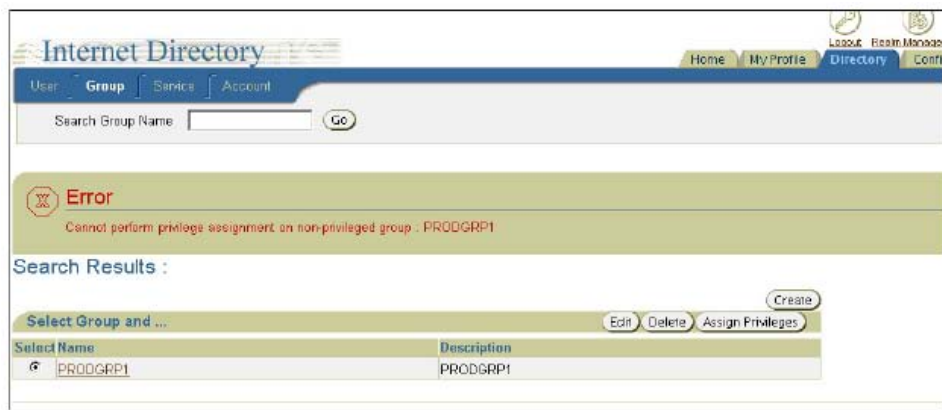 Internet Directory
Logout Realm Manage
Home My Profile Directory Confi
User Group Service Account
Search Group Name Go
Error
Cannot perform privilege assignment on non-privileged group : PRODGRP1
Search Results :
Create
Select Group and ... Edit Delete Assign Privileges
Select Name Description
PRODGRP1 PRODGRP1